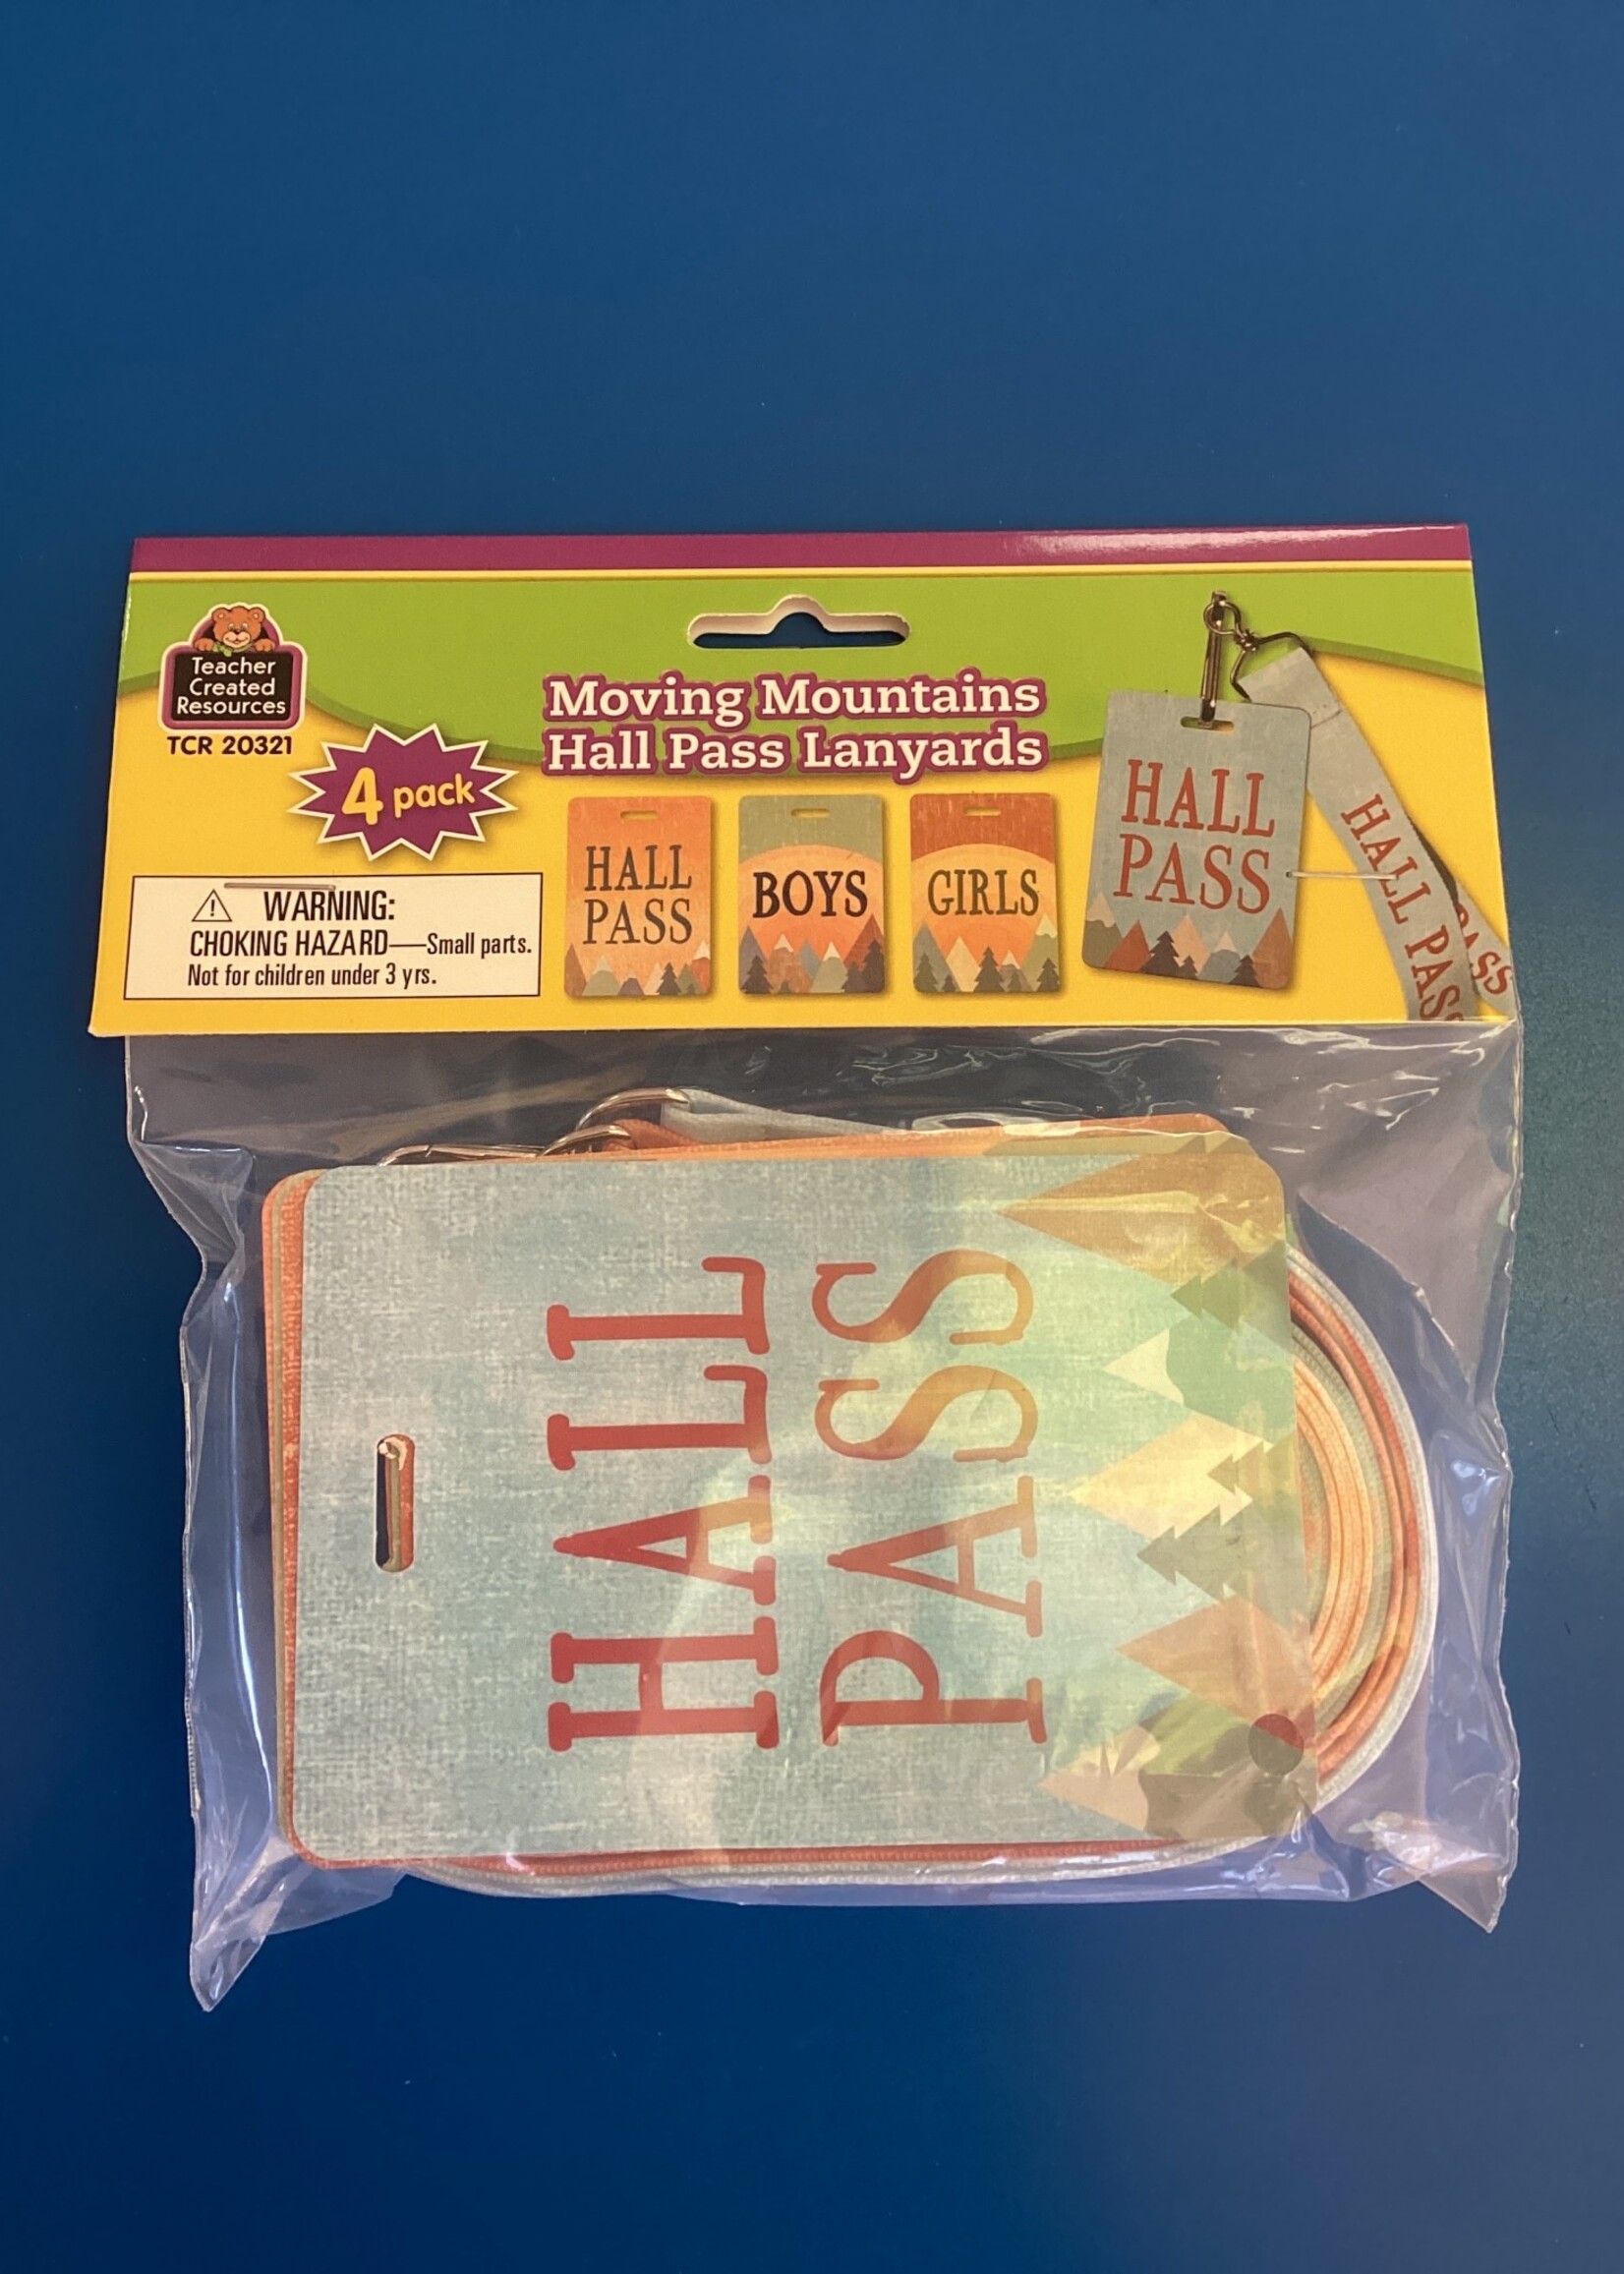 Teacher
Created
Resources
TCR 20321
4 pack
Moving Mountains
Hall Pass Lanyards
WARNING:
CHOKING HAZARD—Small parts.
Not for children under 3 yrs.
HALL
PASS
BOYS
GIRLS
HALL
PASS
HALL PASS
PASS
HALL
PASS